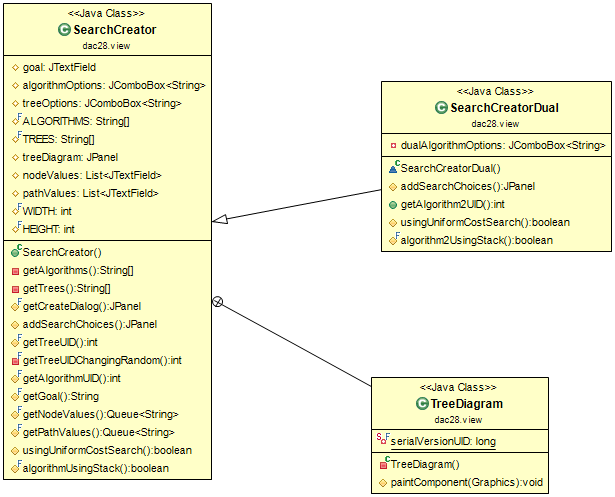 <<Java Class>>
SearchCreator
dac28.view
goal: JTextField
algorithmOptions: JComboBox<String>
treeOptions: JComboBox<String>
ALGORITHMS: String[]
TREES: String[]
treeDiagram: JPanel
nodeValues: List<JTextField>
pathValues: List<JTextField>
WIDTH: int
HEIGHT: int
SearchCreator()
getAlgorithms():String[]
getTrees():String[]
getCreateDialog():JPanel
addSearchChoices():JPanel
getTreeUID():int
getTreeUIDChangingRandom():int
getAlgorithmUID():int
getGoal():String
getNodeValues():Queue<String>
getPathValues():Queue<String>
usingUniformCostSearch():boolean
algorithmUsingStack():boolean
<<Java Class>>
SearchCreatorDual
dac28.view
dualAlgorithmOptions: JComboBox<String>
SearchCreatorDual()
addSearchChoices():JPanel
getAlgorithm2UID():int
usingUniformCostSearch():boolean
algorithm2UsingStack():boolean
<<Java Class>>
TreeDiagram
dac28.view
serialVersionUID: long
TreeDiagram()
paintComponent(Graphics):void